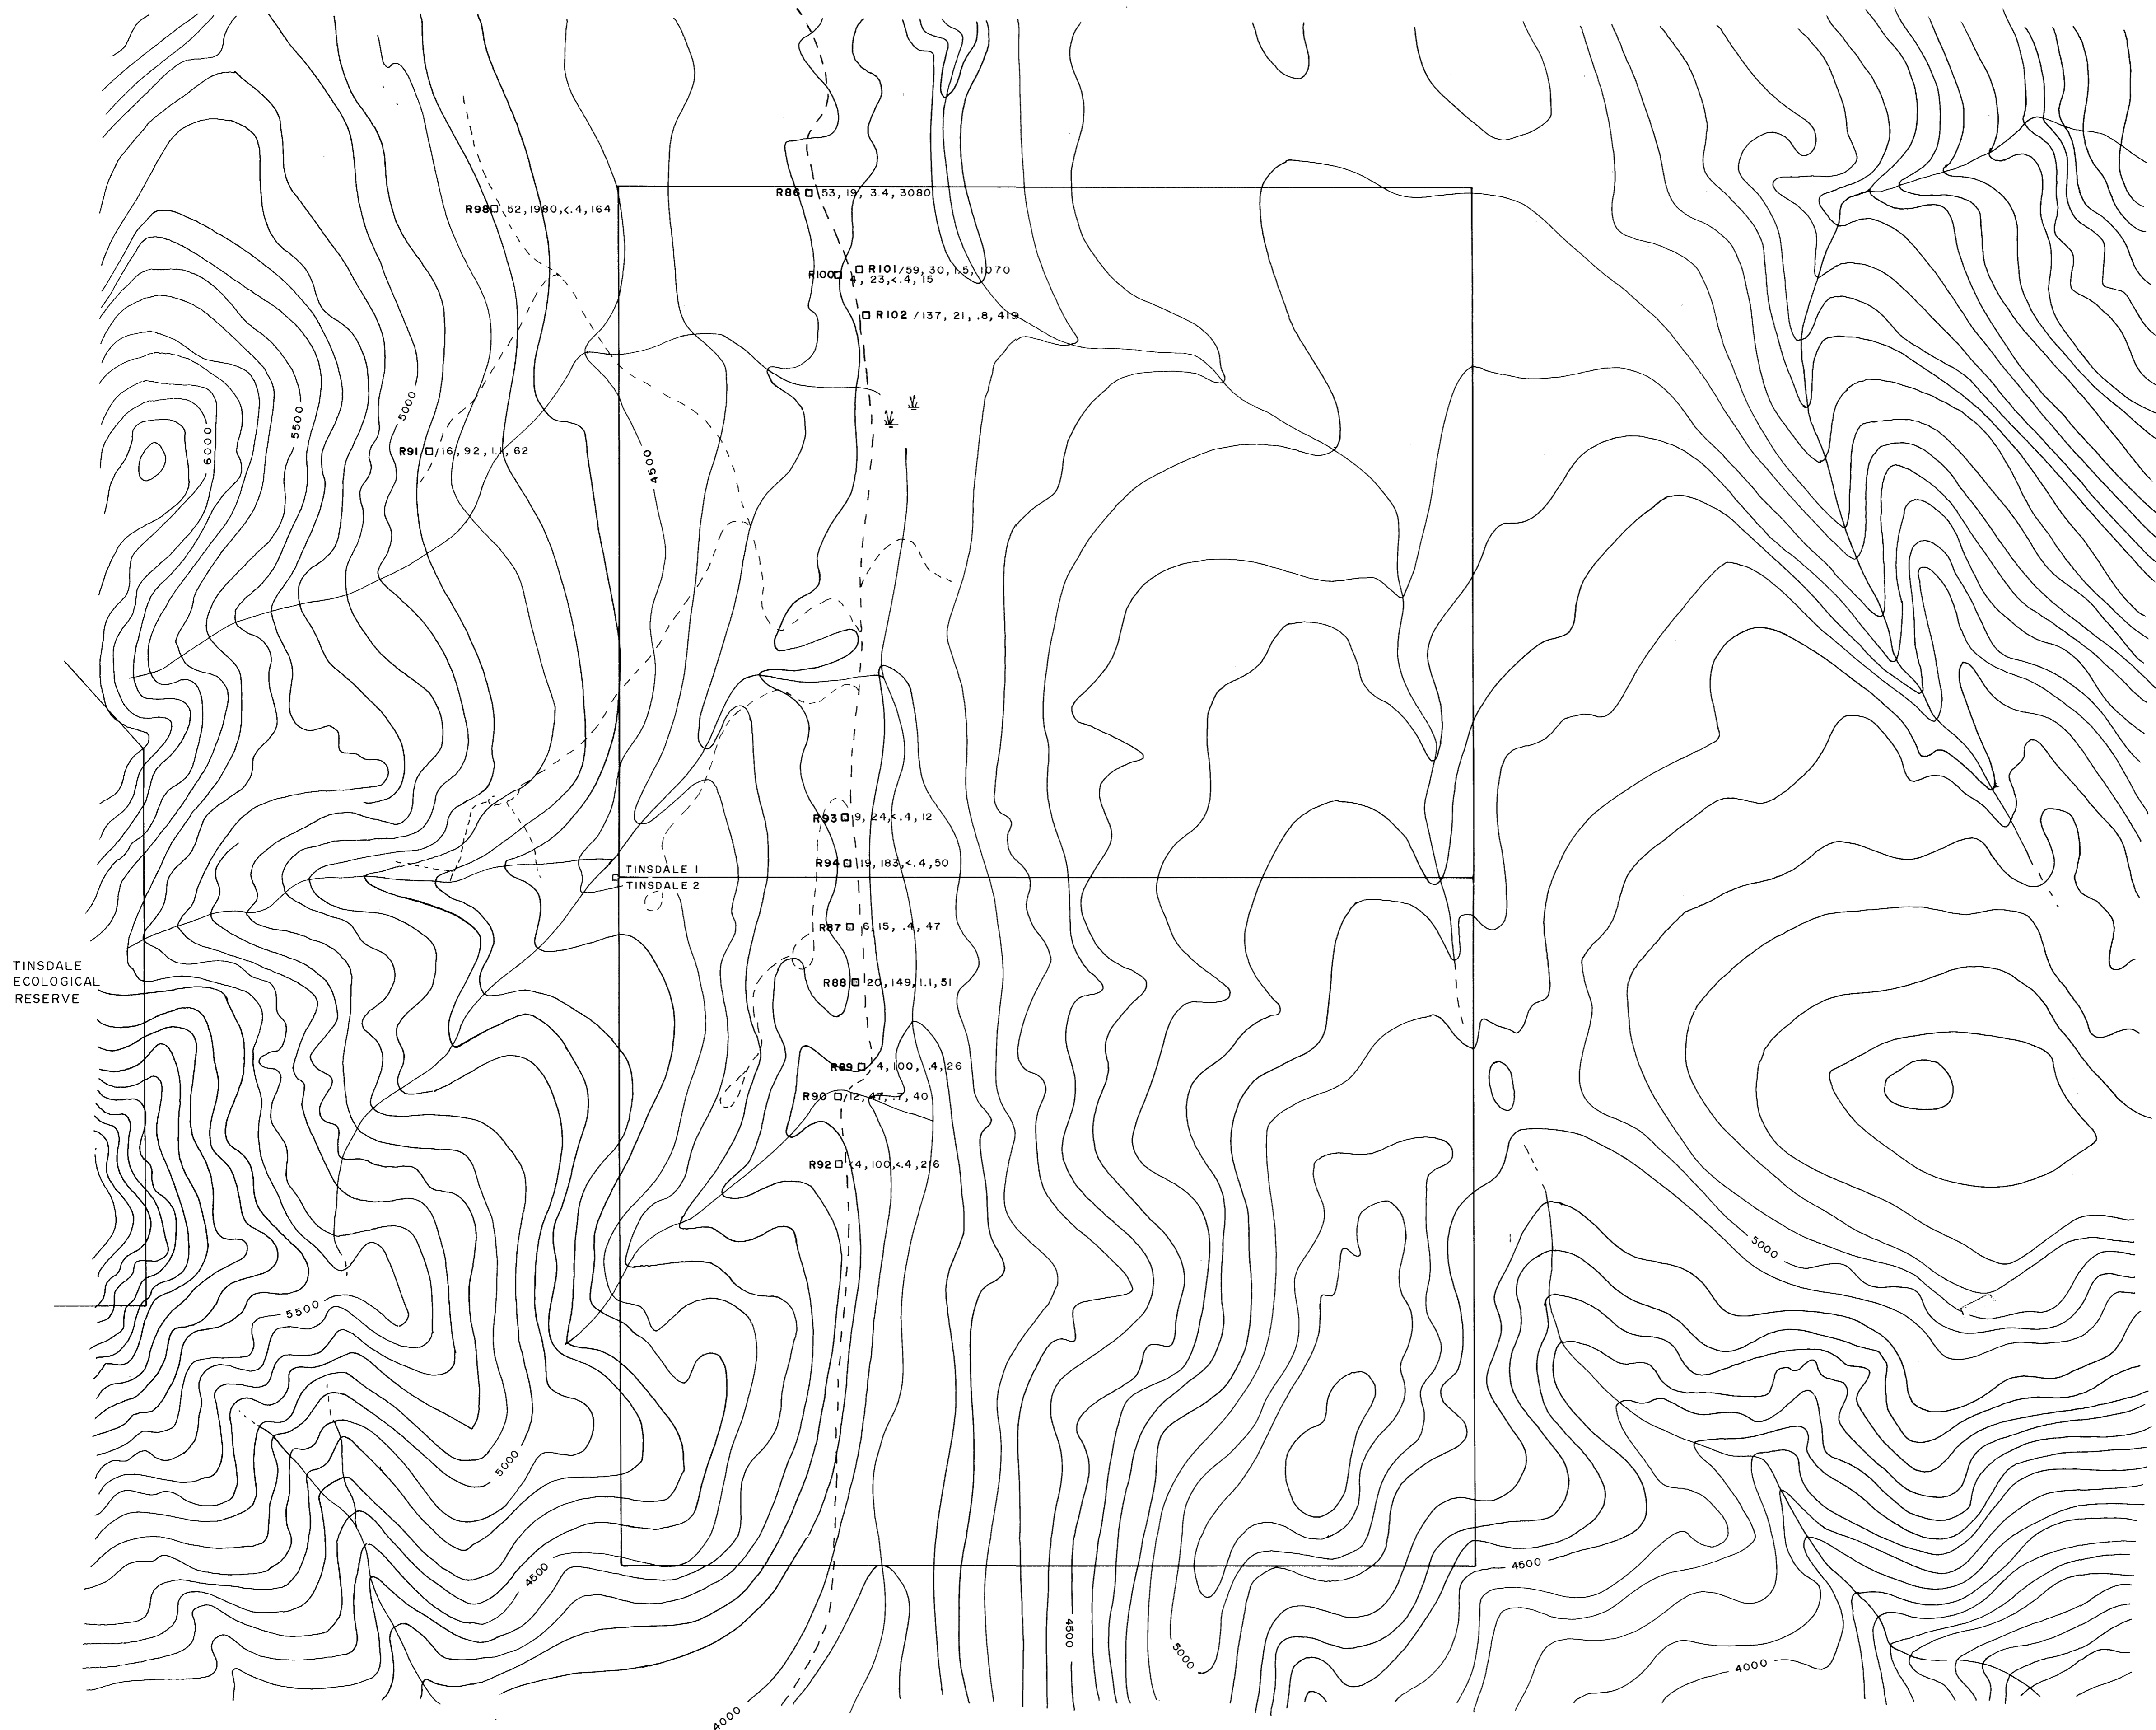 R86 53, 19, 3.4, 3080
R98 52, 1980, <.4, 164
R101/59, 30, 1.5, 1070
R100 4, 23, <.4, 15
R102 /137, 21, .8, 419
5000
5500
6000
R91 /16, 92, 62
4500
R93 9, 24, <.4, 12
R94 19, 183, <.4, 50
TINSDALE 1
TINSDALE 2
R87 6, 15, .4, 47
TINSDALE
ECOLOGICAL
RESERVE
R88 20, 149, 1.1, 51
R89 4, 100, .4, 26
R90 /12, 47, .7, 40
R92 <4, 100, <.4, 216
5000
5500
5000
4500
4500
4500
5000
4000
4000